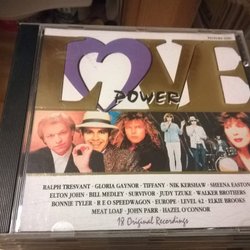 LOVE
POWER
RALPH TRESVANT · GLORIA GAYNOR · TIFFANY · NIK KERSHAW · SHEENA EASTON
ELTON JOHN · BILL MEDLEY · SURVIVOR · JUDY TZUKE · WALKER BROTHERS
BONNIE TYLER · R E O SPEEDWAGON · EUROPE · LEVEL 42 · ELKIE BROOKS
MEAT LOAF · JOHN PARR · HAZEL O'CONNOR
18 Original Recordings